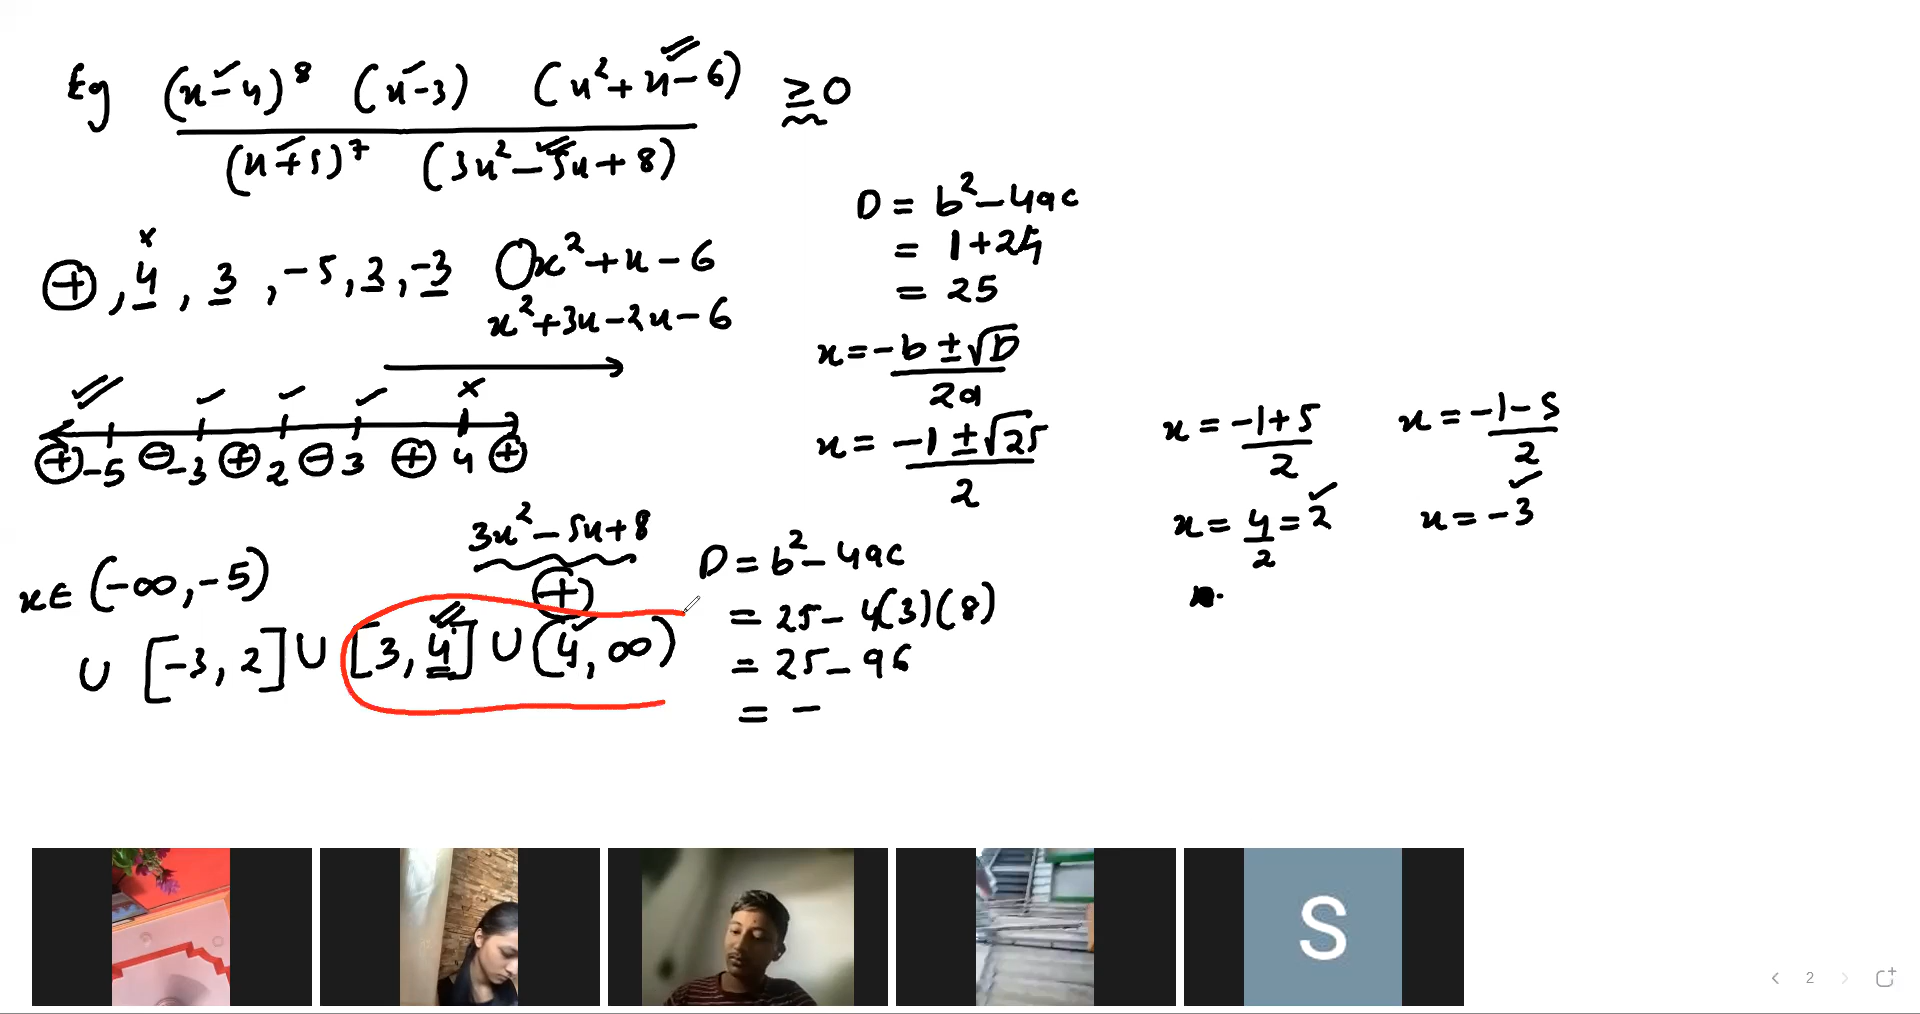 Eg (x-4)^8 (x-3) (x^2+x-6) ≥0
(x+5)^7 (3x^2-5x+8)
x
⊕, 4, 3, -5, 2, -3
x^2+x-6
x^2+3x-2x-6
x
-5 -3 2 3 4
⊕ ⊖ ⊕ ⊖ ⊕ ⊕
x∈ (-∞,-5)
∪ [-3, 2] ∪ [3, 4] ∪ (4, ∞)
3x^2-5x+8
⊕
D = b^2-4ac
= 1+24
= 25
x = -b ± √D
2a
x = -1 ± √25
2
x = -1+5
2
x = 4 = 2
2
x = -1-5
2
x = -3
D = b^2-4ac
= 25-4(3)(8)
= 25-96
= -
S
2